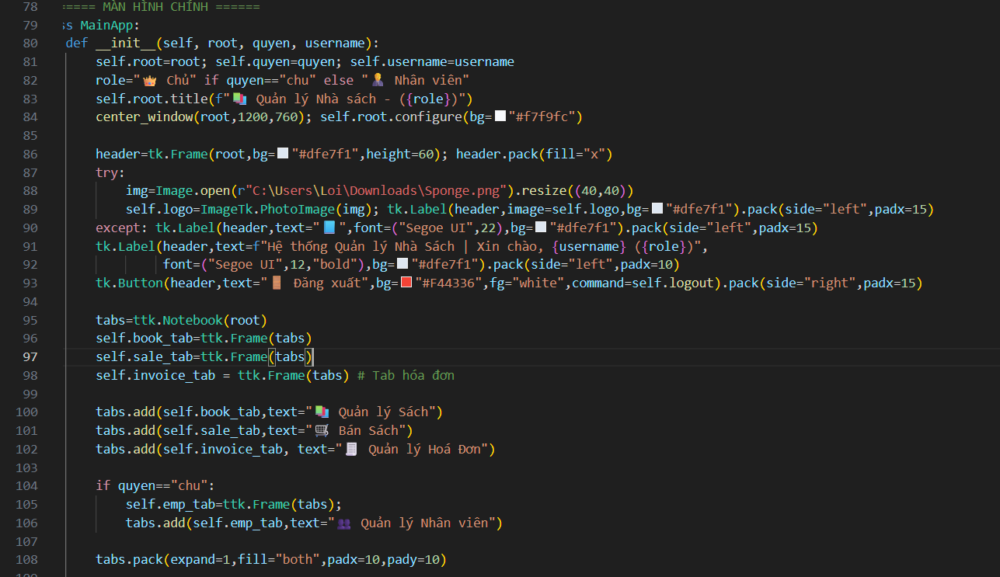 78 ===== MÀN HÌNH CHÍNH ======
79 ss MainApp:
80 def __init__(self, root, quyen, username):
81 self.root=root; self.quyen=quyen; self.username=username
82 role="👑 Chủ" if quyen=="chu" else "👨‍💼 Nhân viên"
83 self.root.title(f"📚 Quản lý Nhà sách - ({role})")
84 center_window(root,1200,760); self.root.configure(bg="#f7f9fc")
85
86 header=tk.Frame(root,bg="#dfe7f1",height=60); header.pack(fill="x")
87 try:
88 img=Image.open(r"C:\Users\Loi\Downloads\Sponge.png").resize((40,40))
89 self.logo=ImageTk.PhotoImage(img); tk.Label(header,image=self.logo,bg="#dfe7f1").pack(side="left",padx=15)
90 except: tk.Label(header,text="📘",font=("Segoe UI",22),bg="#dfe7f1").pack(side="left",padx=15)
91 tk.Label(header,text=f"Hệ thống Quản lý Nhà Sách | Xin chào, {username} ({role})",
92 font=("Segoe UI",12,"bold"),bg="#dfe7f1").pack(side="left",padx=10)
93 tk.Button(header,text="🚪 Đăng xuất",bg="#F44336",fg="white",command=self.logout).pack(side="right",padx=15)
94
95 tabs=ttk.Notebook(root)
96 self.book_tab=ttk.Frame(tabs)
97 self.sale_tab=ttk.Frame(tabs)
98 self.invoice_tab = ttk.Frame(tabs) # Tab hóa đơn
99
100 tabs.add(self.book_tab,text="📚 Quản lý Sách")
101 tabs.add(self.sale_tab,text="🛒 Bán Sách")
102 tabs.add(self.invoice_tab, text="🧾 Quản lý Hoá Đơn")
103
104 if quyen=="chu":
105 self.emp_tab=ttk.Frame(tabs);
106 tabs.add(self.emp_tab,text="👥 Quản lý Nhân viên")
107
108 tabs.pack(expand=1,fill="both",padx=10,pady=10)
109